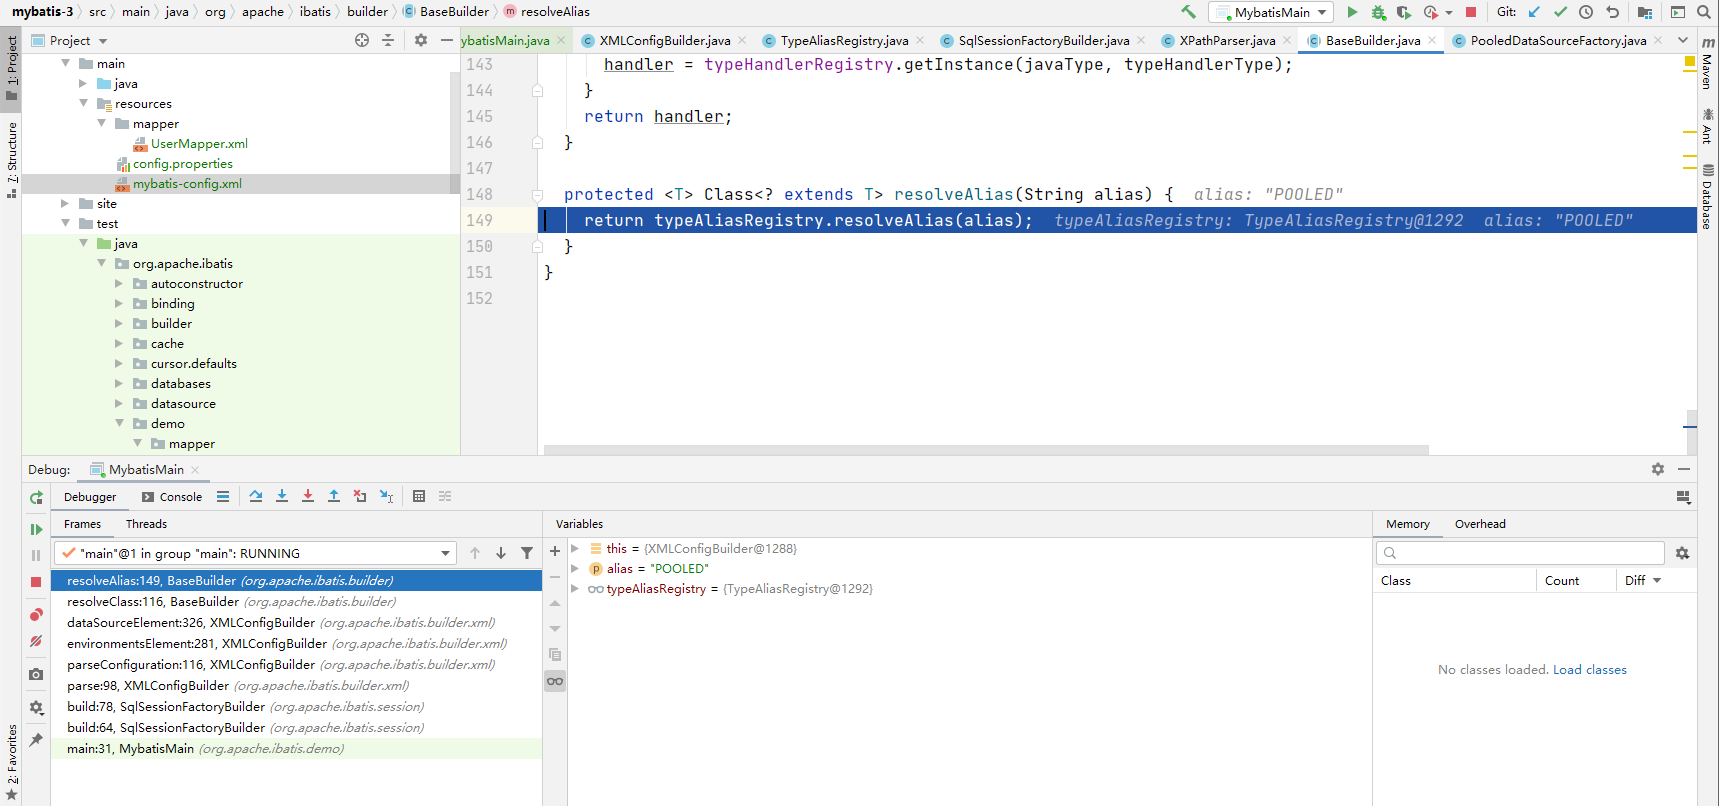 mybatis-3 src main java org apache ibatis builder BaseBuilder resolveAlias
MybatisMain Git:
1: Project
7: Structure
2: Favorites
Project
main
java
resources
mapper
UserMapper.xml
config.properties
mybatis-config.xml
site
test
java
org.apache.ibatis
autoconstructor
binding
builder
cache
cursor.defaults
databases
datasource
demo
mapper
ybatisMain.java XMLConfigBuilder.java TypeAliasRegistry.java SqlSessionFactoryBuilder.java XPathParser.java BaseBuilder.java PooledDataSourceFactory.java
143 handler = typeHandlerRegistry.getInstance(javaType, typeHandlerType);
144 }
145 return handler;
146 }
147
148 protected <T> Class<? extends T> resolveAlias(String alias) { alias: "POOLED"
149 return typeAliasRegistry.resolveAlias(alias); typeAliasRegistry: TypeAliasRegistry@1292 alias: "POOLED"
150 }
151 }
152
Maven
Ant
Database
Debug: MybatisMain
Debugger Console
Frames Threads
"main"@1 in group "main": RUNNING
resolveAlias:149, BaseBuilder (org.apache.ibatis.builder)
resolveClass:116, BaseBuilder (org.apache.ibatis.builder)
dataSourceElement:326, XMLConfigBuilder (org.apache.ibatis.builder.xml)
environmentsElement:281, XMLConfigBuilder (org.apache.ibatis.builder.xml)
parseConfiguration:116, XMLConfigBuilder (org.apache.ibatis.builder.xml)
parse:98, XMLConfigBuilder (org.apache.ibatis.builder.xml)
build:78, SqlSessionFactoryBuilder (org.apache.ibatis.session)
build:64, SqlSessionFactoryBuilder (org.apache.ibatis.session)
main:31, MybatisMain (org.apache.ibatis.demo)
Variables
this = {XMLConfigBuilder@1288}
alias = "POOLED"
typeAliasRegistry = {TypeAliasRegistry@1292}
Memory Overhead
Class Count Diff
No classes loaded. Load classes